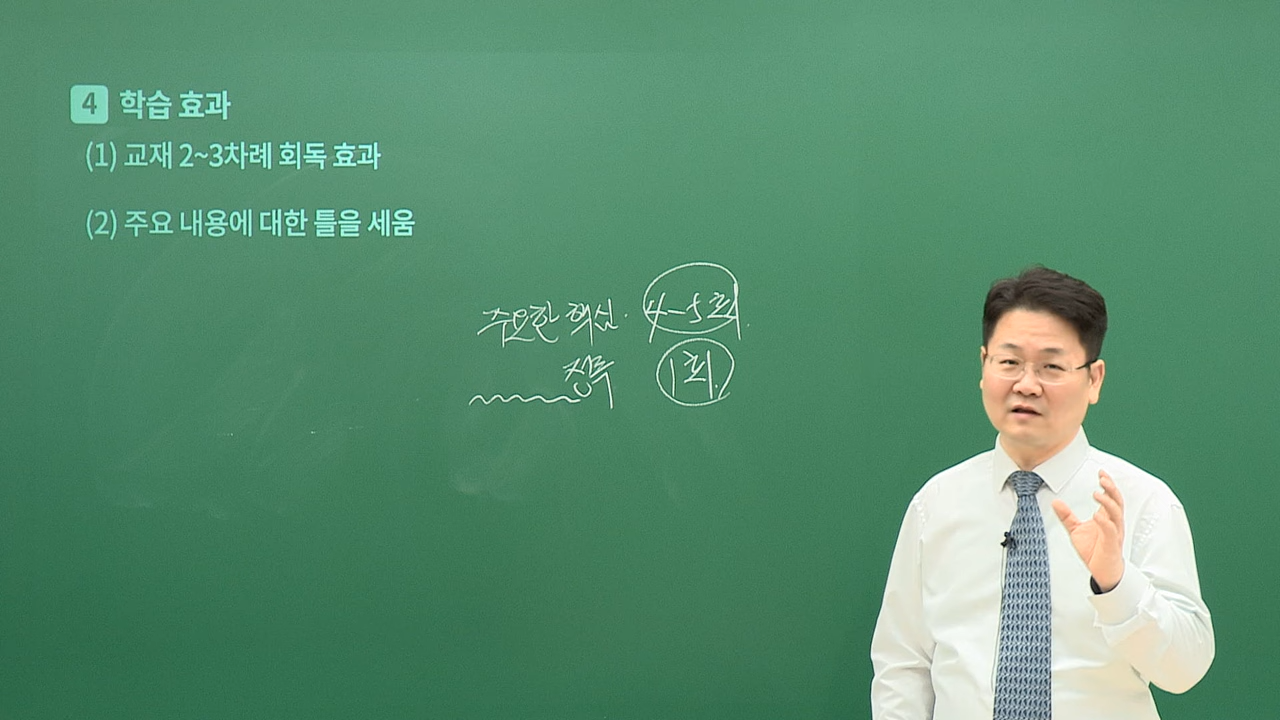 4 학습 효과
(1) 교재 2~3차례 회독 효과
(2) 주요 내용에 대한 틀을 세움
주요한 핵심. 4-5회.
정독 1회.